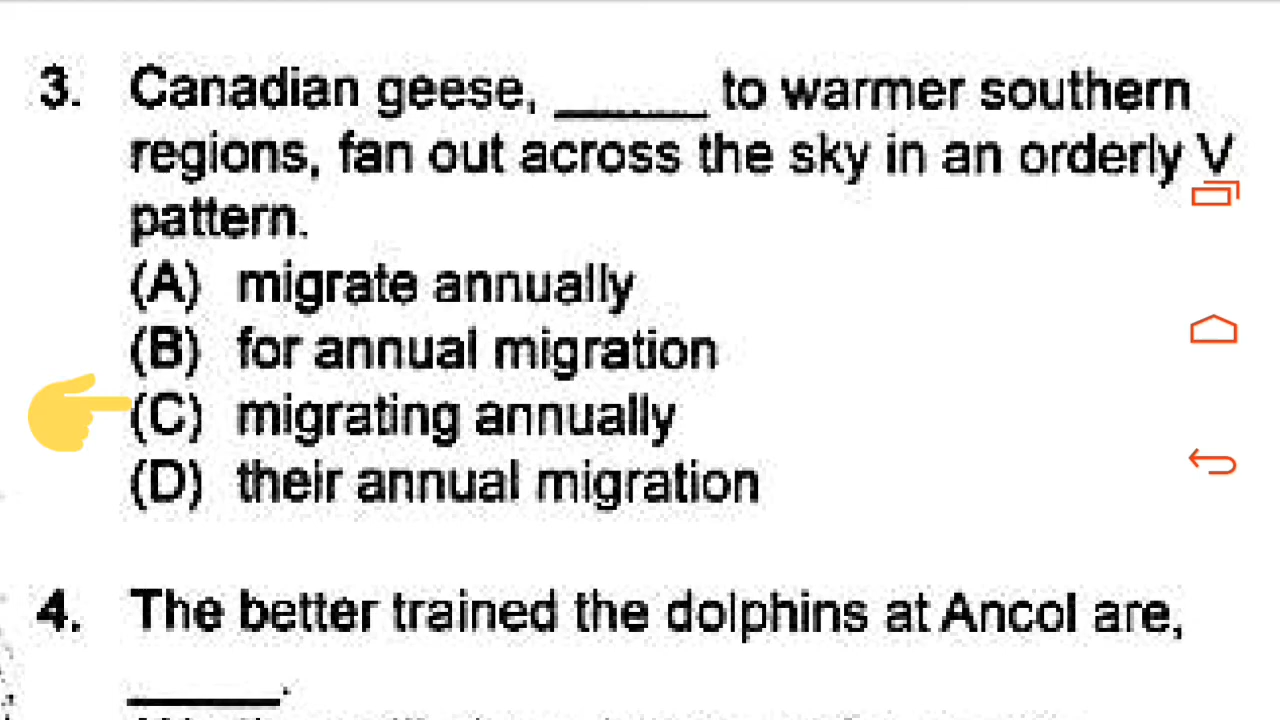 3. Canadian geese, ______ to warmer southern
regions, fan out across the sky in an orderly V
pattern.
(A) migrate annually
(B) for annual migration
(C) migrating annually
(D) their annual migration
4. The better trained the dolphins at Ancol are,
______.